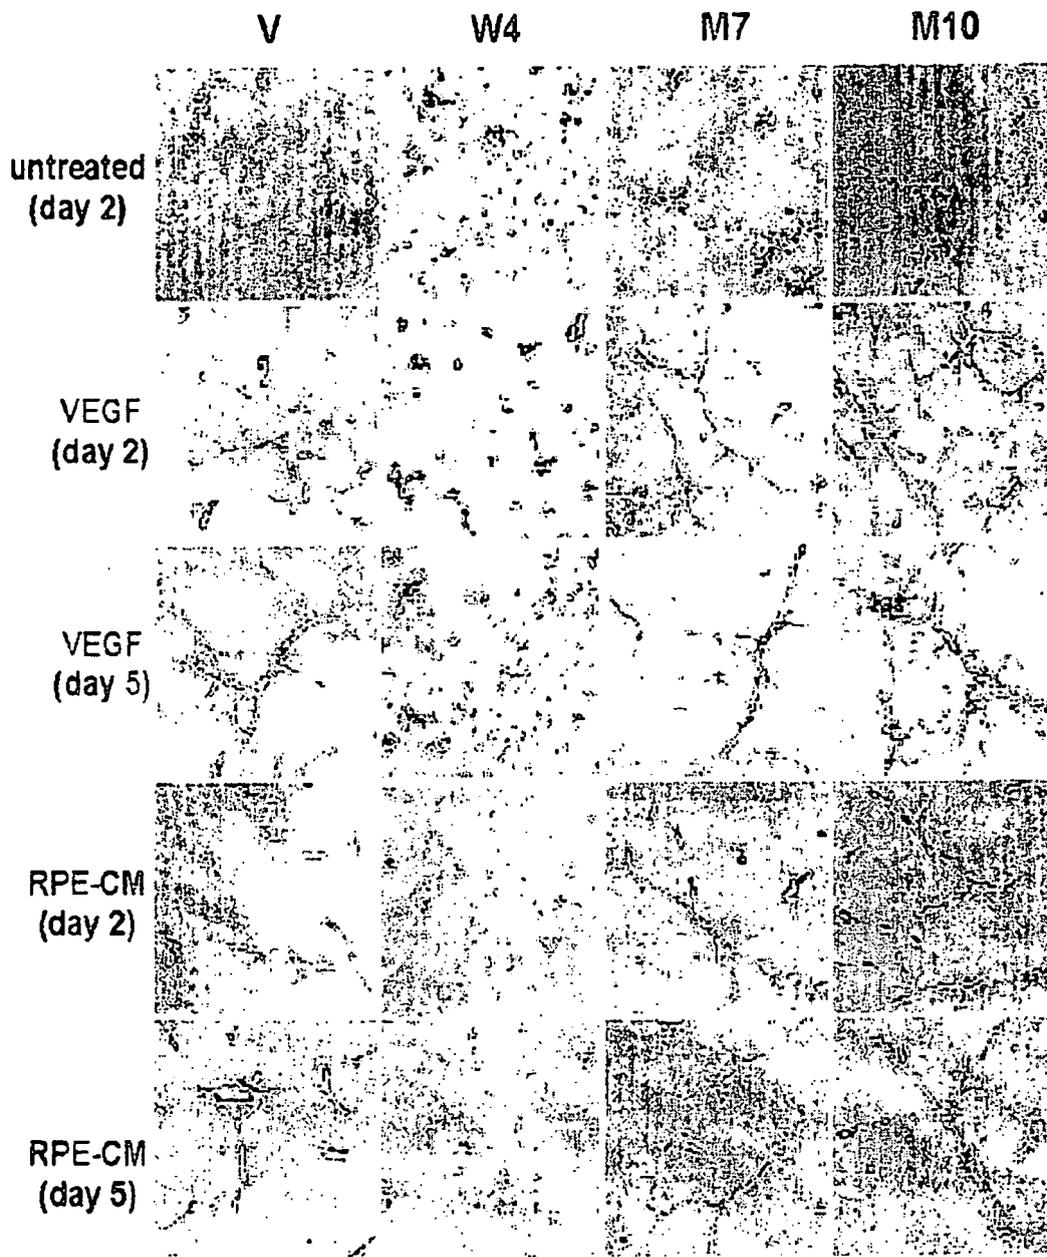 V W4 M7 M10
untreated
(day 2)
VEGF
(day 2)
VEGF
(day 5)
RPE-CM
(day 2)
RPE-CM
(day 5)